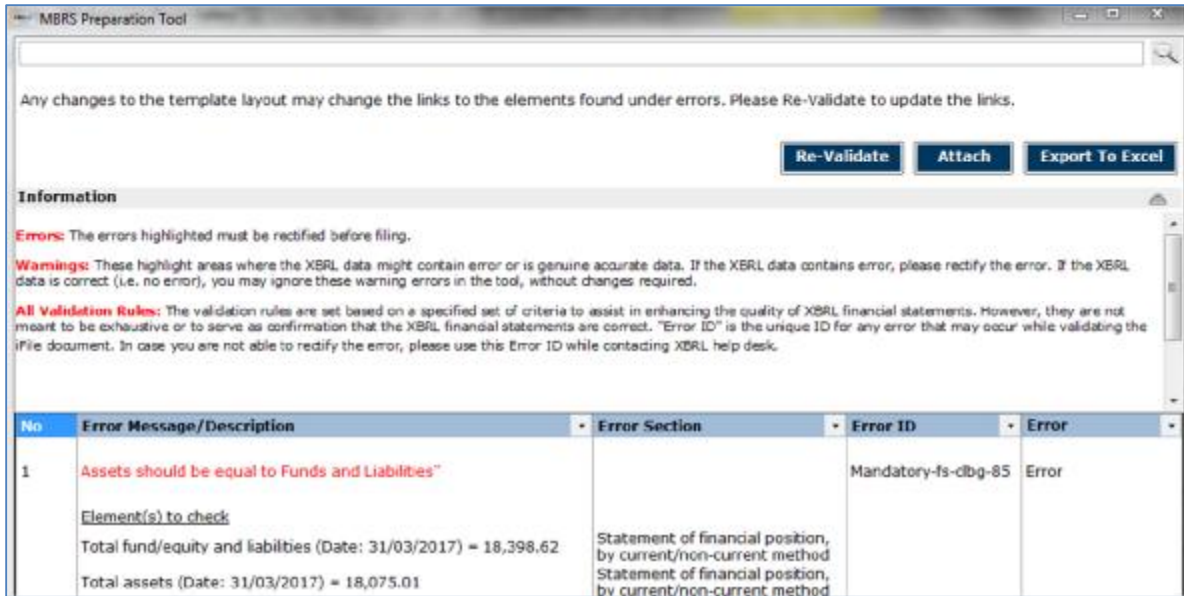 MBRS Preparation Tool
Any changes to the template layout may change the links to the elements found under errors. Please Re-Validate to update the links.
Re-Validate Attach Export To Excel
Information
Errors: The errors highlighted must be rectified before filing.
Warnings: These highlight areas where the XBRL data might contain error or is genuine accurate data. If the XBRL data contains error, please rectify the error. If the XBRL
data is correct (i.e. no error), you may ignore these warning errors in the tool, without changes required.
All Validation Rules: The validation rules are set based on a specified set of criteria to assist in enhancing the quality of XBRL financial statements. However, they are not
meant to be exhaustive or to serve as confirmation that the XBRL financial statements are correct. "Error ID" is the unique ID for any error that may occur while validating the
iFile document. In case you are not able to rectify the error, please use this Error ID while contacting XBRL help desk.
No Error Message/Description Error Section Error ID Error
1 Assets should be equal to Funds and Liabilities" Mandatory-fs-clbg-85 Error
Element(s) to check
Total fund/equity and liabilities (Date: 31/03/2017) = 18,398.62 Statement of financial position,
by current/non-current method
Total assets (Date: 31/03/2017) = 18,075.01 Statement of financial position,
by current/non-current method